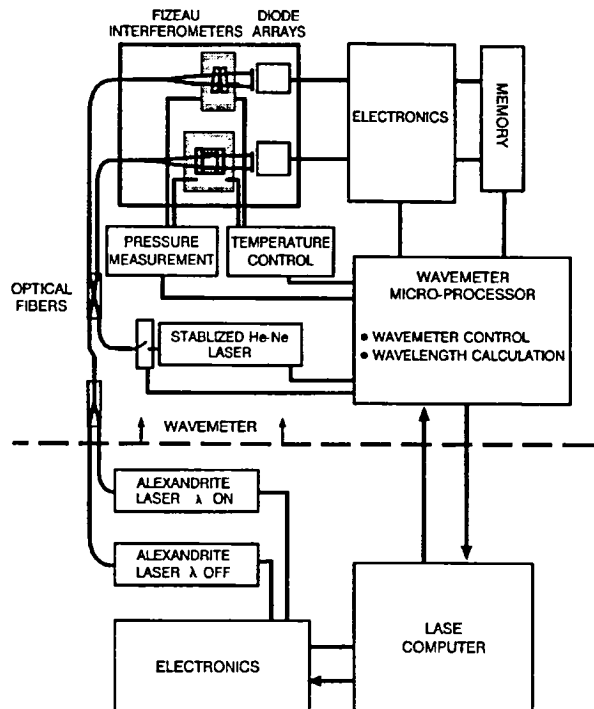 FIZEAU
INTERFEROMETERS
DIODE
ARRAYS
ELECTRONICS
MEMORY
PRESSURE
MEASUREMENT
TEMPERATURE
CONTROL
OPTICAL
FIBERS
WAVEMETER
MICRO-PROCESSOR
• WAVEMETER CONTROL
• WAVELENGTH CALCULATION
STABLIZED He-Ne
LASER
WAVEMETER
ALEXANDRITE
LASER λ ON
ALEXANDRITE
LASER λ OFF
ELECTRONICS
LASE
COMPUTER